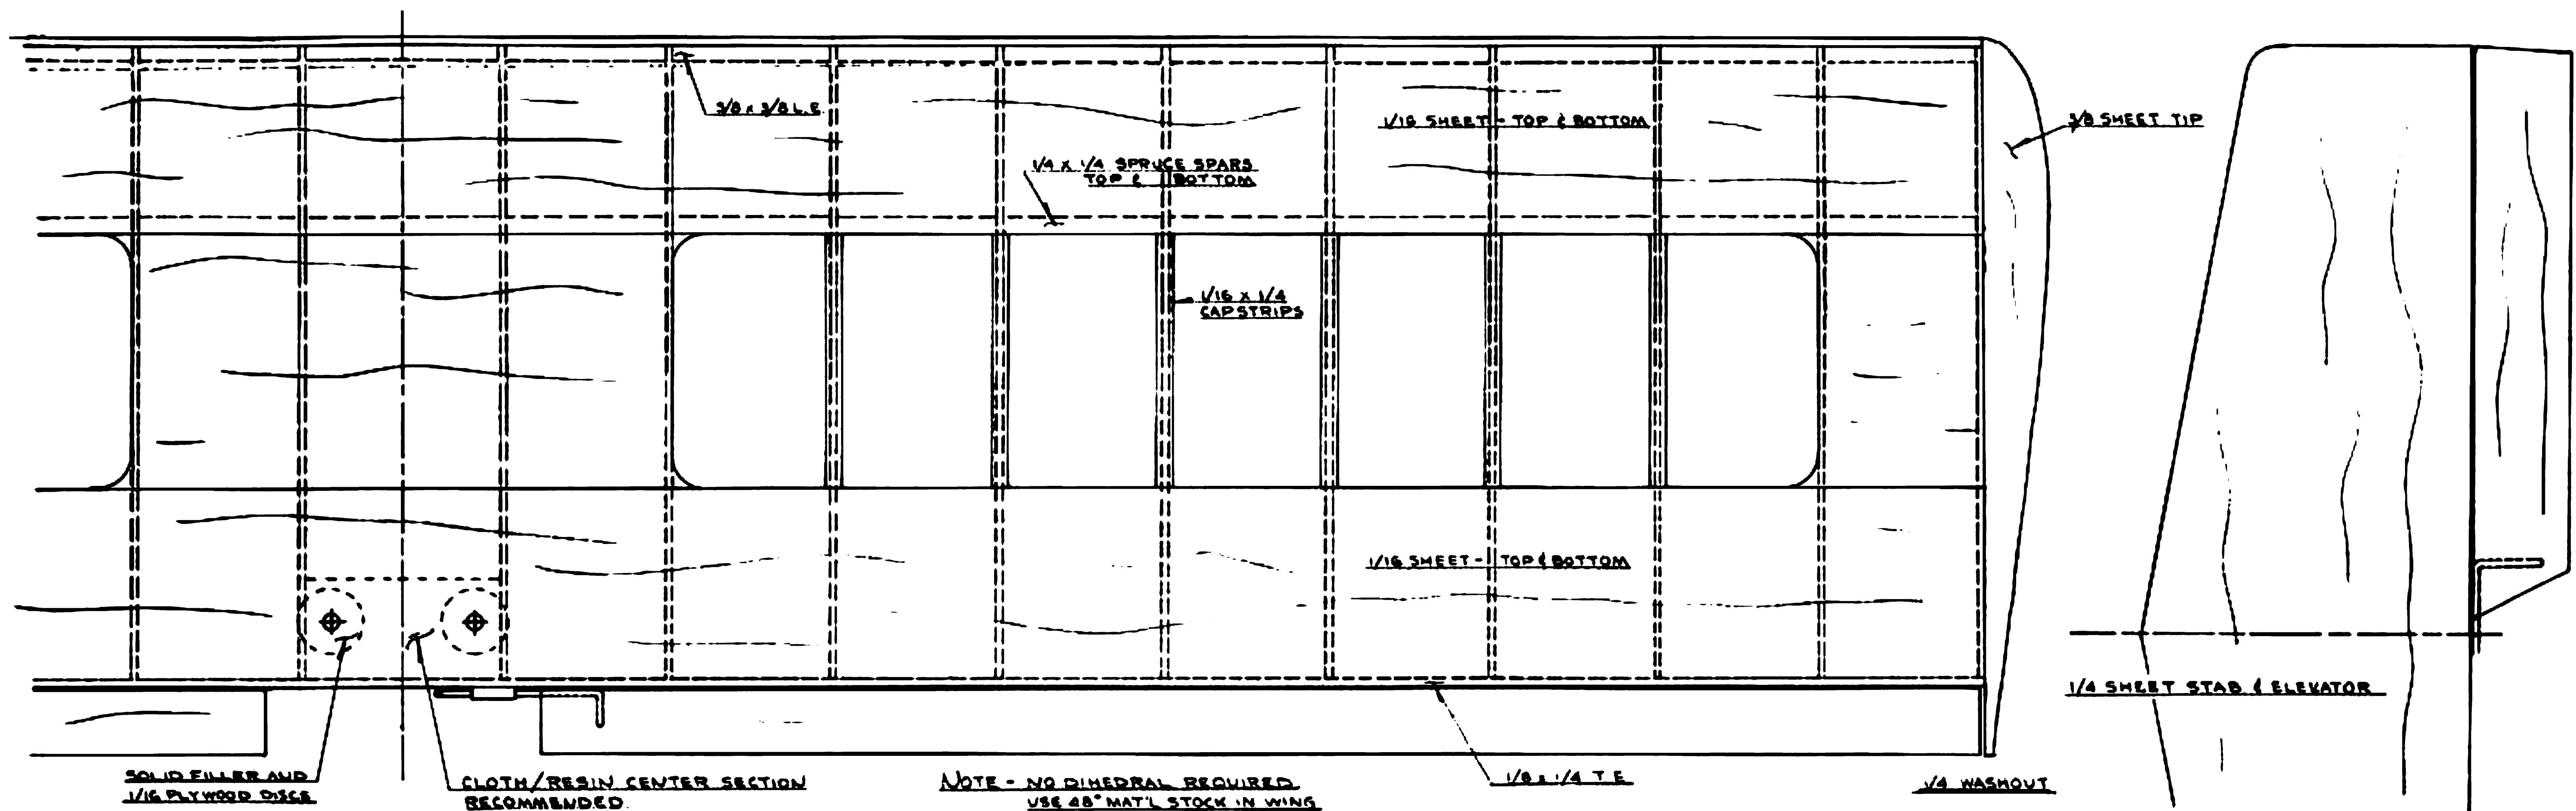 3/8 x 3/8 L.E.
1/4 x 1/4 SPRUCE SPARS
TOP & BOTTOM
1/16 SHEET - TOP & BOTTOM
3/8 SHEET TIP
1/16 x 1/4
CAPSTRIPS
1/16 SHEET - TOP & BOTTOM
1/4 SHEET STAB & ELEVATOR
SOLID FILLER AND
1/16 PLYWOOD DISCS
CLOTH/RESIN CENTER SECTION
RECOMMENDED.
NOTE - NO DIHEDRAL REQUIRED
USE 48" MAT'L STOCK IN WING
1/8 x 1/4 T.E.
1/4 WASHOUT